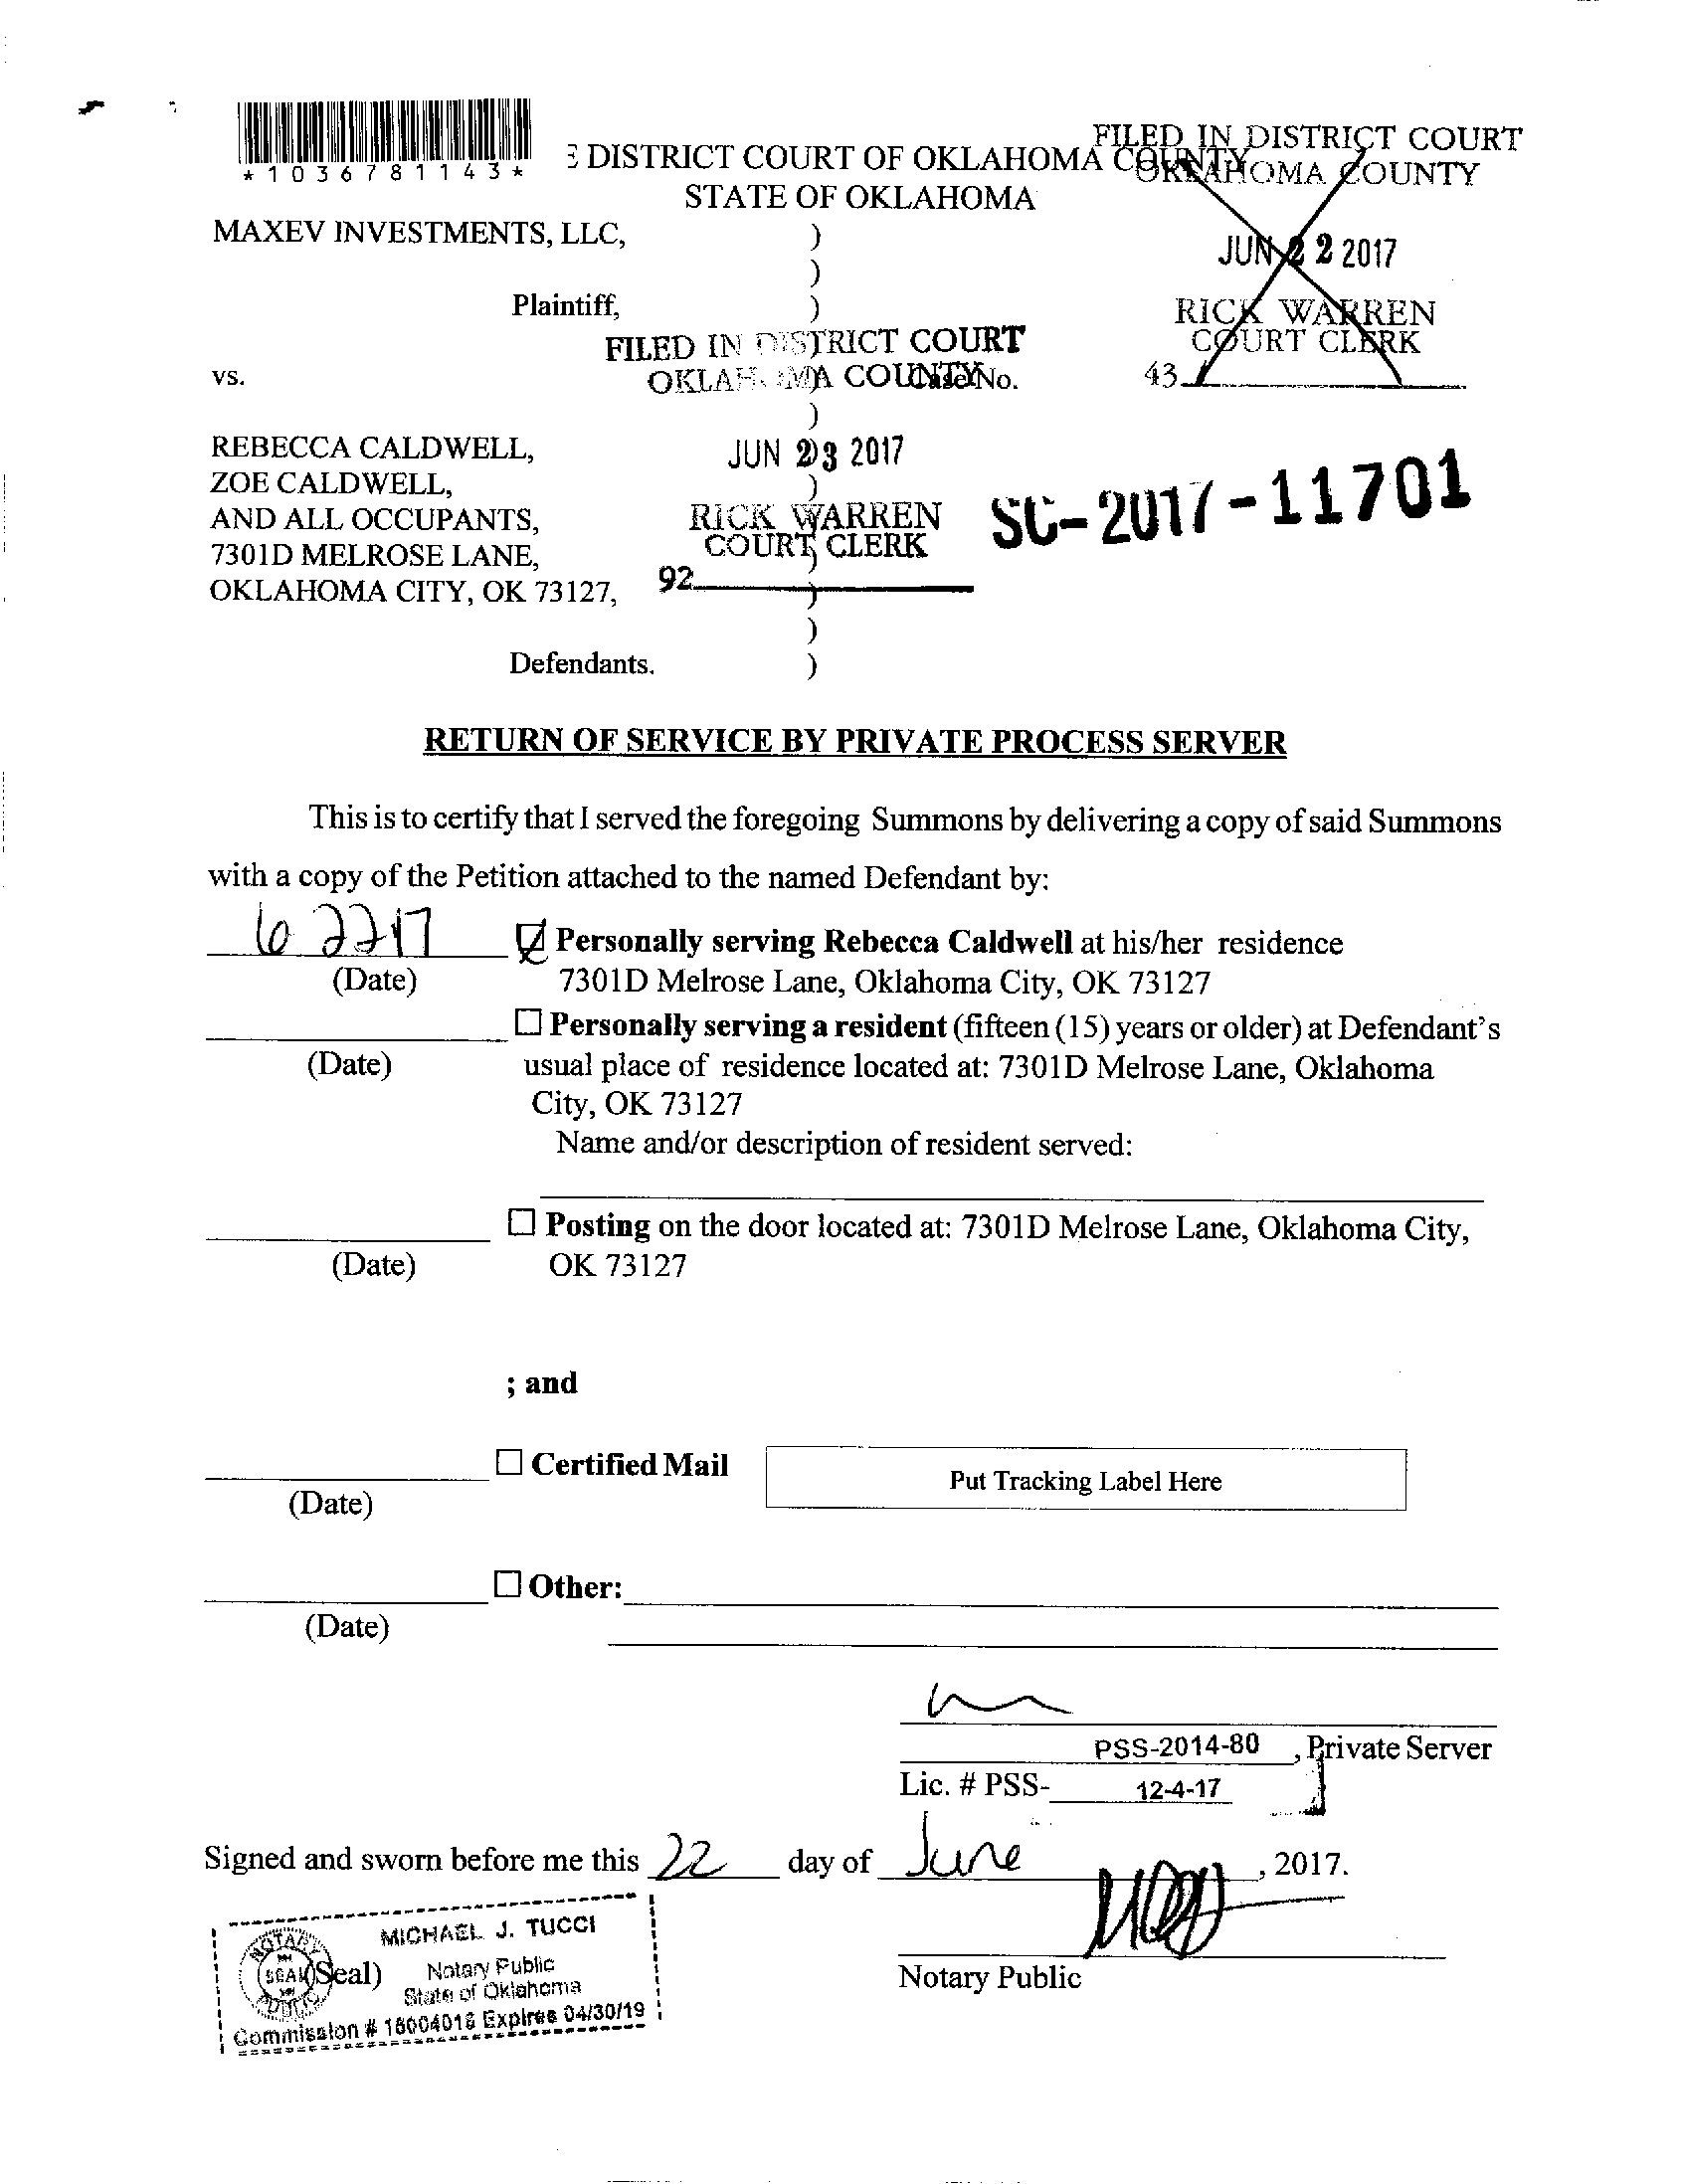 *1036781143*
E DISTRICT COURT OF OKLAHOMA COUNTY
STATE OF OKLAHOMA
FILED IN DISTRICT COURT
OKLAHOMA COUNTY
JUN 22 2017
RICK WARREN
COURT CLERK
43
MAXEV INVESTMENTS, LLC, )
)
Plaintiff, )
FILED IN DISTRICT COURT
OKLAHOMA COUNTY
vs. ) Case No.
)
JUN 23 2017
RICK WARREN
COURT CLERK
92
SC-2017-11701
REBECCA CALDWELL, )
ZOE CALDWELL, )
AND ALL OCCUPANTS, )
7301D MELROSE LANE, )
OKLAHOMA CITY, OK 73127, )
)
Defendants. )
RETURN OF SERVICE BY PRIVATE PROCESS SERVER
This is to certify that I served the foregoing Summons by delivering a copy of said Summons
with a copy of the Petition attached to the named Defendant by:
6 22 17 ☑ Personally serving Rebecca Caldwell at his/her residence
(Date) 7301D Melrose Lane, Oklahoma City, OK 73127
☐ Personally serving a resident (fifteen (15) years or older) at Defendant's
(Date) usual place of residence located at: 7301D Melrose Lane, Oklahoma
City, OK 73127
Name and/or description of resident served:
☐ Posting on the door located at: 7301D Melrose Lane, Oklahoma City,
(Date) OK 73127
; and
☐ Certified Mail Put Tracking Label Here
(Date)
☐ Other:
(Date)
PSS-2014-80, Private Server
Lic. # PSS- 12-4-17
Signed and sworn before me this 22 day of June, 2017.
MICHAEL J. TUCCI
NOTARY PUBLIC
SEAL
(Seal) Notary Public
State of Oklahoma
Commission # Expires 04/30/19
Notary Public